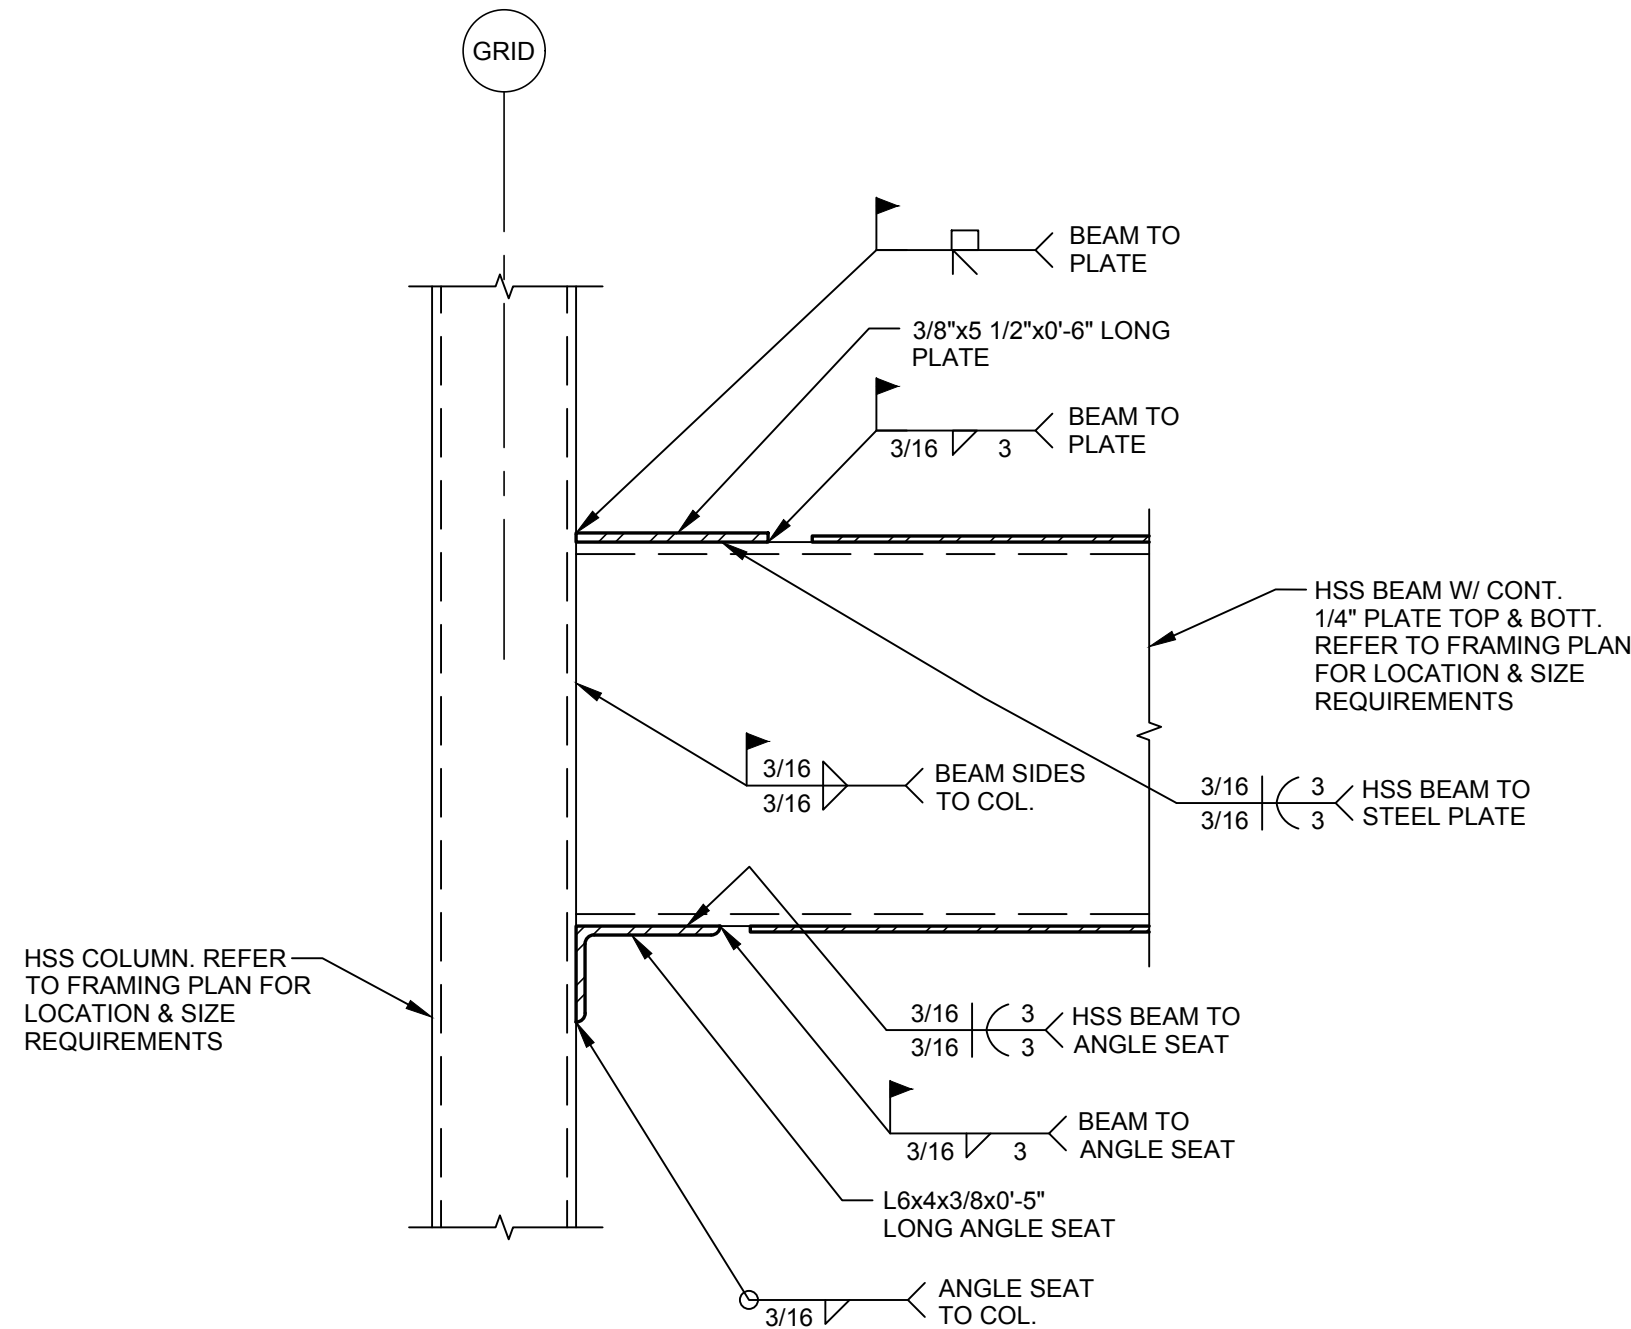 GRID
BEAM TO
PLATE
3/8"x5 1/2"x0'-6" LONG
PLATE
BEAM TO
PLATE
3/16 3
HSS BEAM W/ CONT.
1/4" PLATE TOP & BOTT.
REFER TO FRAMING PLAN
FOR LOCATION & SIZE
REQUIREMENTS
3/16
3/16
BEAM SIDES
TO COL.
3/16 3
3/16 3
HSS BEAM TO
STEEL PLATE
HSS COLUMN. REFER
TO FRAMING PLAN FOR
LOCATION & SIZE
REQUIREMENTS
3/16 3
3/16 3
HSS BEAM TO
ANGLE SEAT
3/16 3
BEAM TO
ANGLE SEAT
L6x4x3/8x0'-5"
LONG ANGLE SEAT
3/16
ANGLE SEAT
TO COL.